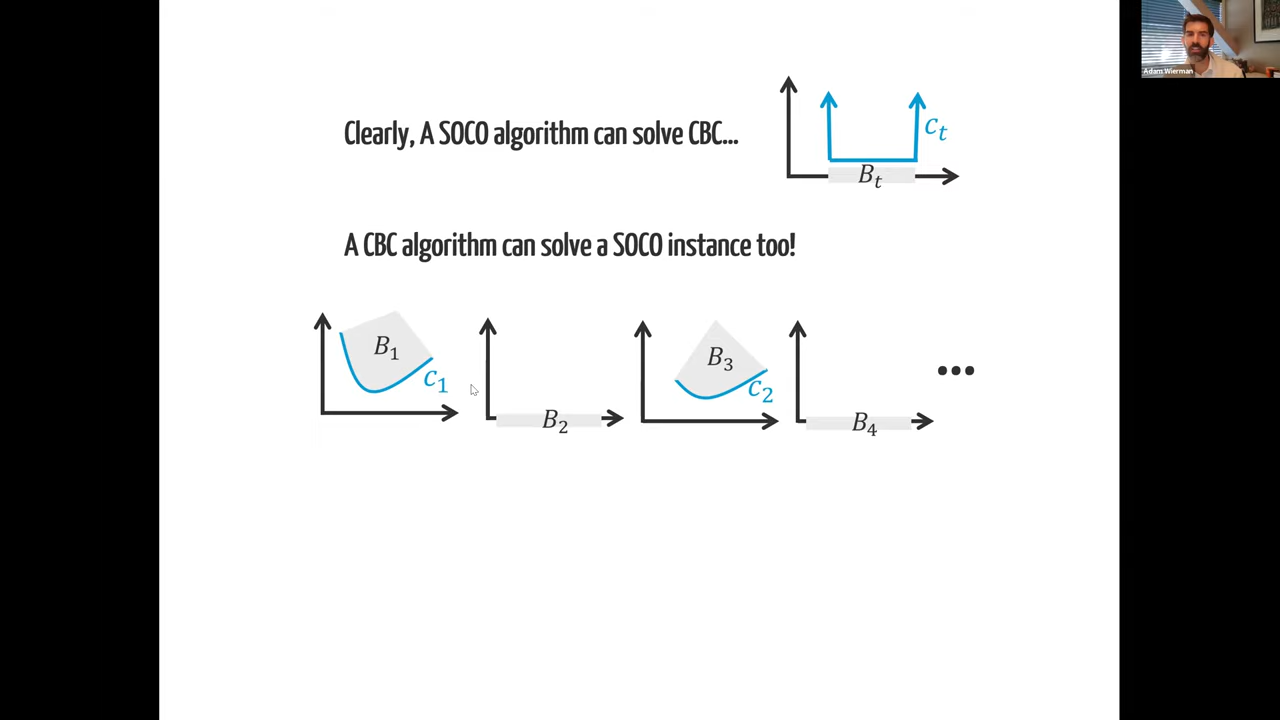 Adam Wierman
Clearly, A SOCO algorithm can solve CBC...
c_t
B_t
A CBC algorithm can solve a SOCO instance too!
B_1
c_1
B_2
B_3
c_2
B_4
•••